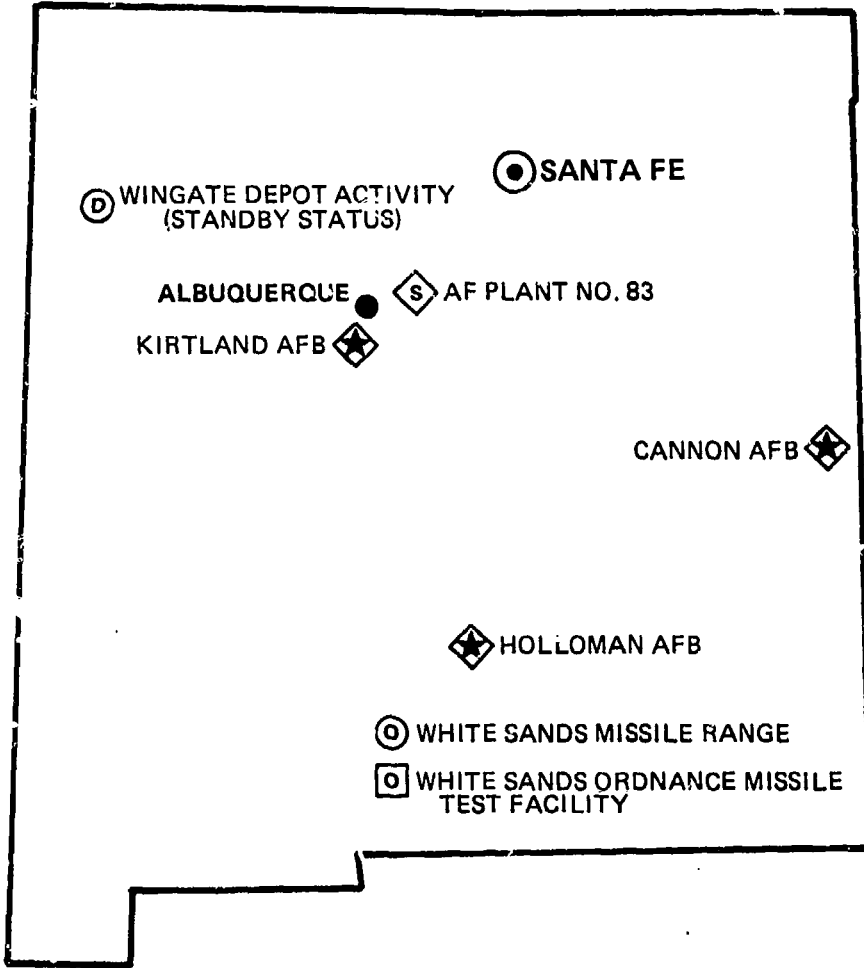 SANTA FE
D WINGATE DEPOT ACTIVITY
(STANDBY STATUS)
ALBUQUERQUE
S AF PLANT NO. 83
KIRTLAND AFB
CANNON AFB
HOLLOMAN AFB
O WHITE SANDS MISSILE RANGE
O WHITE SANDS ORDNANCE MISSILE
TEST FACILITY